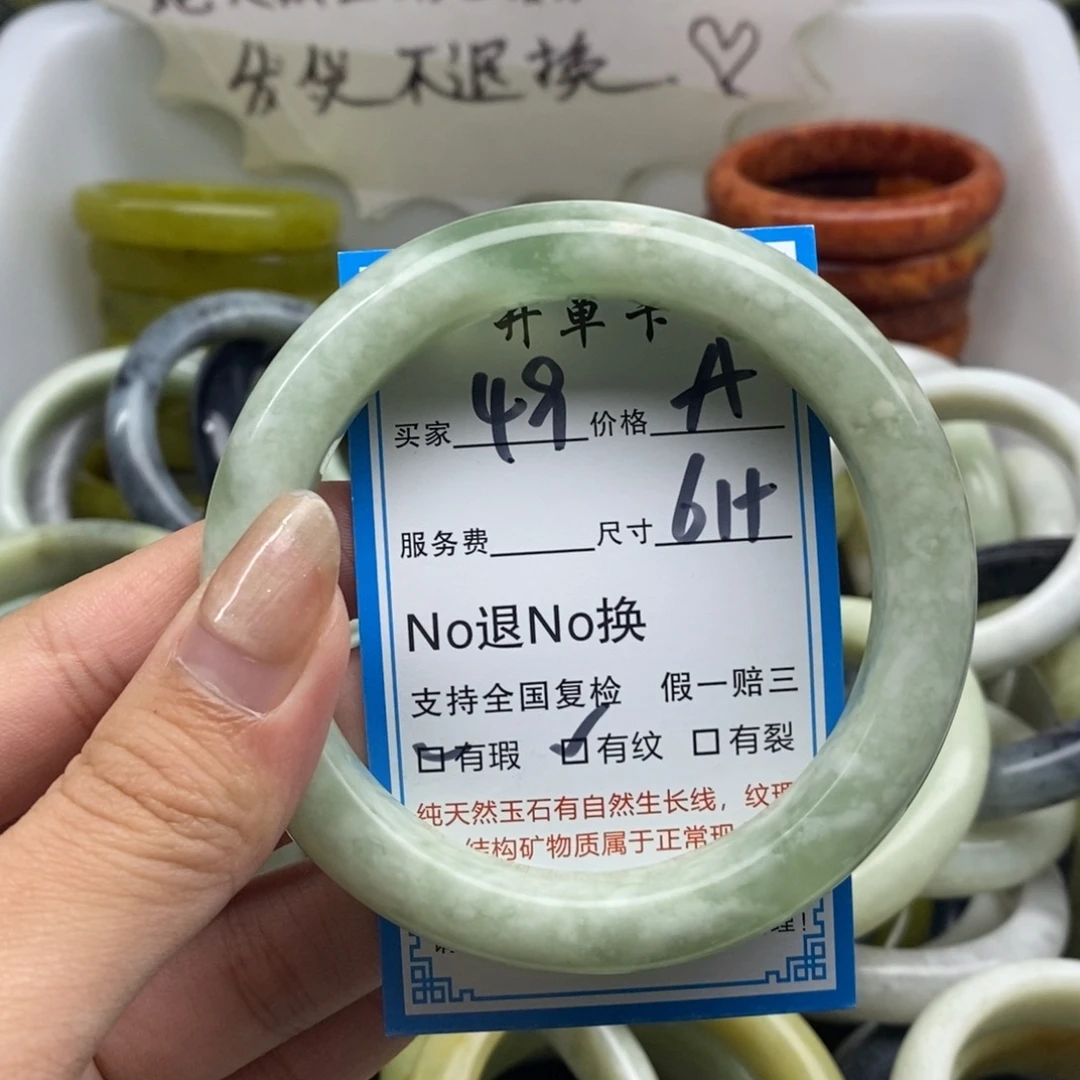 不退换
开单卡
买家 49 价格 A
服务费 尺寸 61H
No退No换
支持全国复检 假一赔三
☐有瑕 ☐有纹 ☐有裂
纯天然玉石有自然生长线，纹理
结构矿物质属于正常现
理！